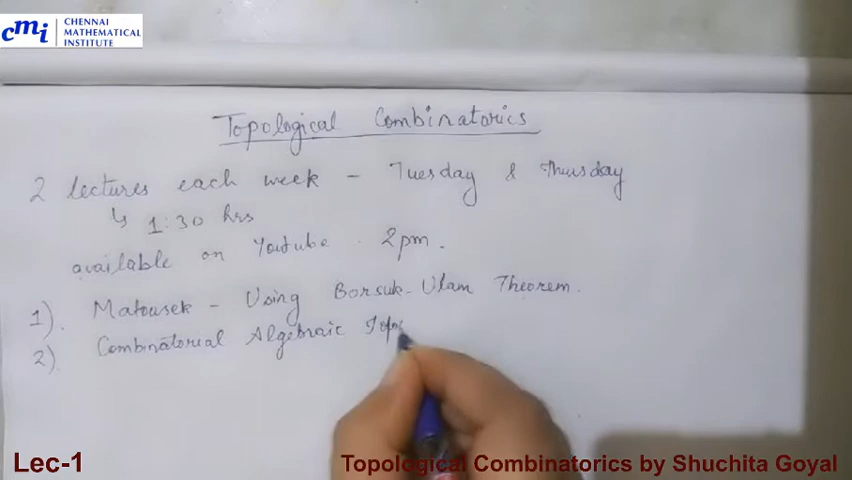 cmi CHENNAI
MATHEMATICAL
INSTITUTE
Topological Combinatorics
2 lectures each week - Tuesday & Thursday
↳ 1:30 hrs
available on Youtube . 2pm.
1). Matousek - Using Borsuk-Ulam Theorem.
2). Combinatorial Algebraic Topo
Lec-1
Topological Combinatorics by Shuchita Goyal